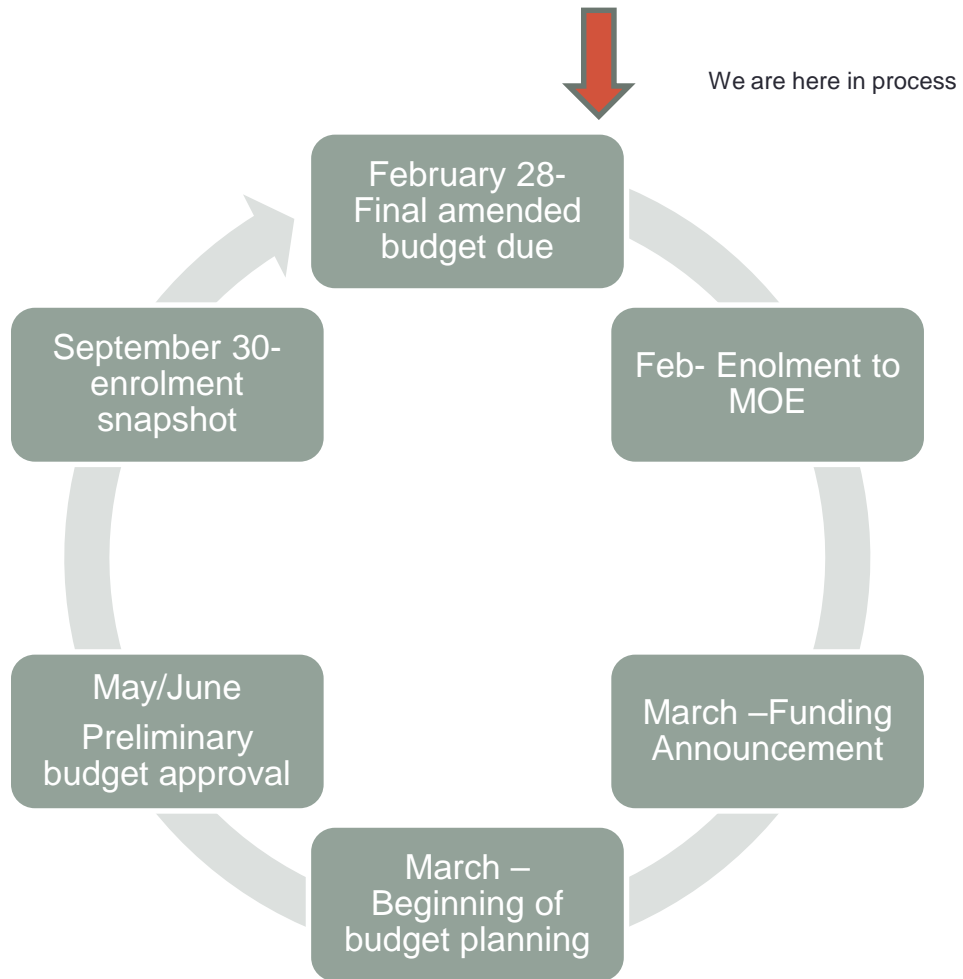 We are here in process
February 28-
Final amended
budget due
Feb- Enolment to
MOE
March –Funding
Announcement
March –
Beginning of
budget planning
May/June
Preliminary
budget approval
September 30-
enrolment
snapshot